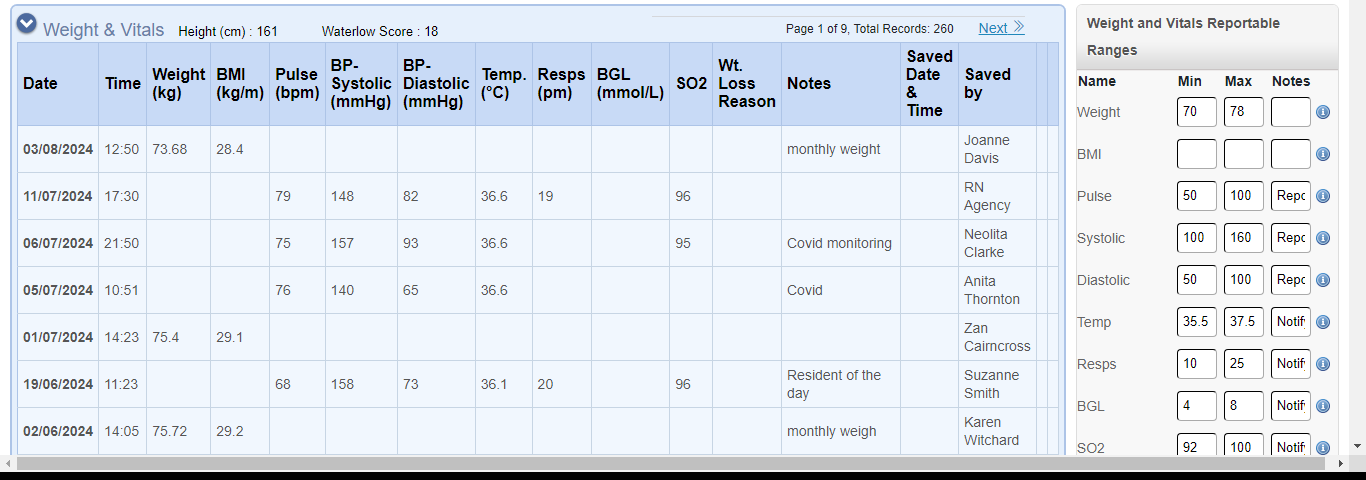 Weight & Vitals Height (cm) : 161 Waterlow Score : 18 Page 1 of 9, Total Records: 260 Next
Date Time Weight (kg) BMI (kg/m) Pulse (bpm) BP-Systolic (mmHg) BP-Diastolic (mmHg) Temp. (°C) Resps (pm) BGL (mmol/L) SO2 Wt. Loss Reason Notes Saved Date & Time Saved by
03/08/2024 12:50 73.68 28.4 monthly weight Joanne Davis
11/07/2024 17:30 79 148 82 36.6 19 96 RN Agency
06/07/2024 21:50 75 157 93 36.6 95 Covid monitoring Neolita Clarke
05/07/2024 10:51 76 140 65 36.6 Covid Anita Thornton
01/07/2024 14:23 75.4 29.1 Zan Cairncross
19/06/2024 11:23 68 158 73 36.1 20 96 Resident of the day Suzanne Smith
02/06/2024 14:05 75.72 29.2 monthly weigh Karen Witchard
Weight and Vitals Reportable
Ranges
Name Min Max Notes
Weight 70 78
BMI
Pulse 50 100 Repo
Systolic 100 160 Repo
Diastolic 50 100 Repo
Temp 35.5 37.5 Notify
Resps 10 25 Notify
BGL 4 8 Notify
SO2 92 100 Notify